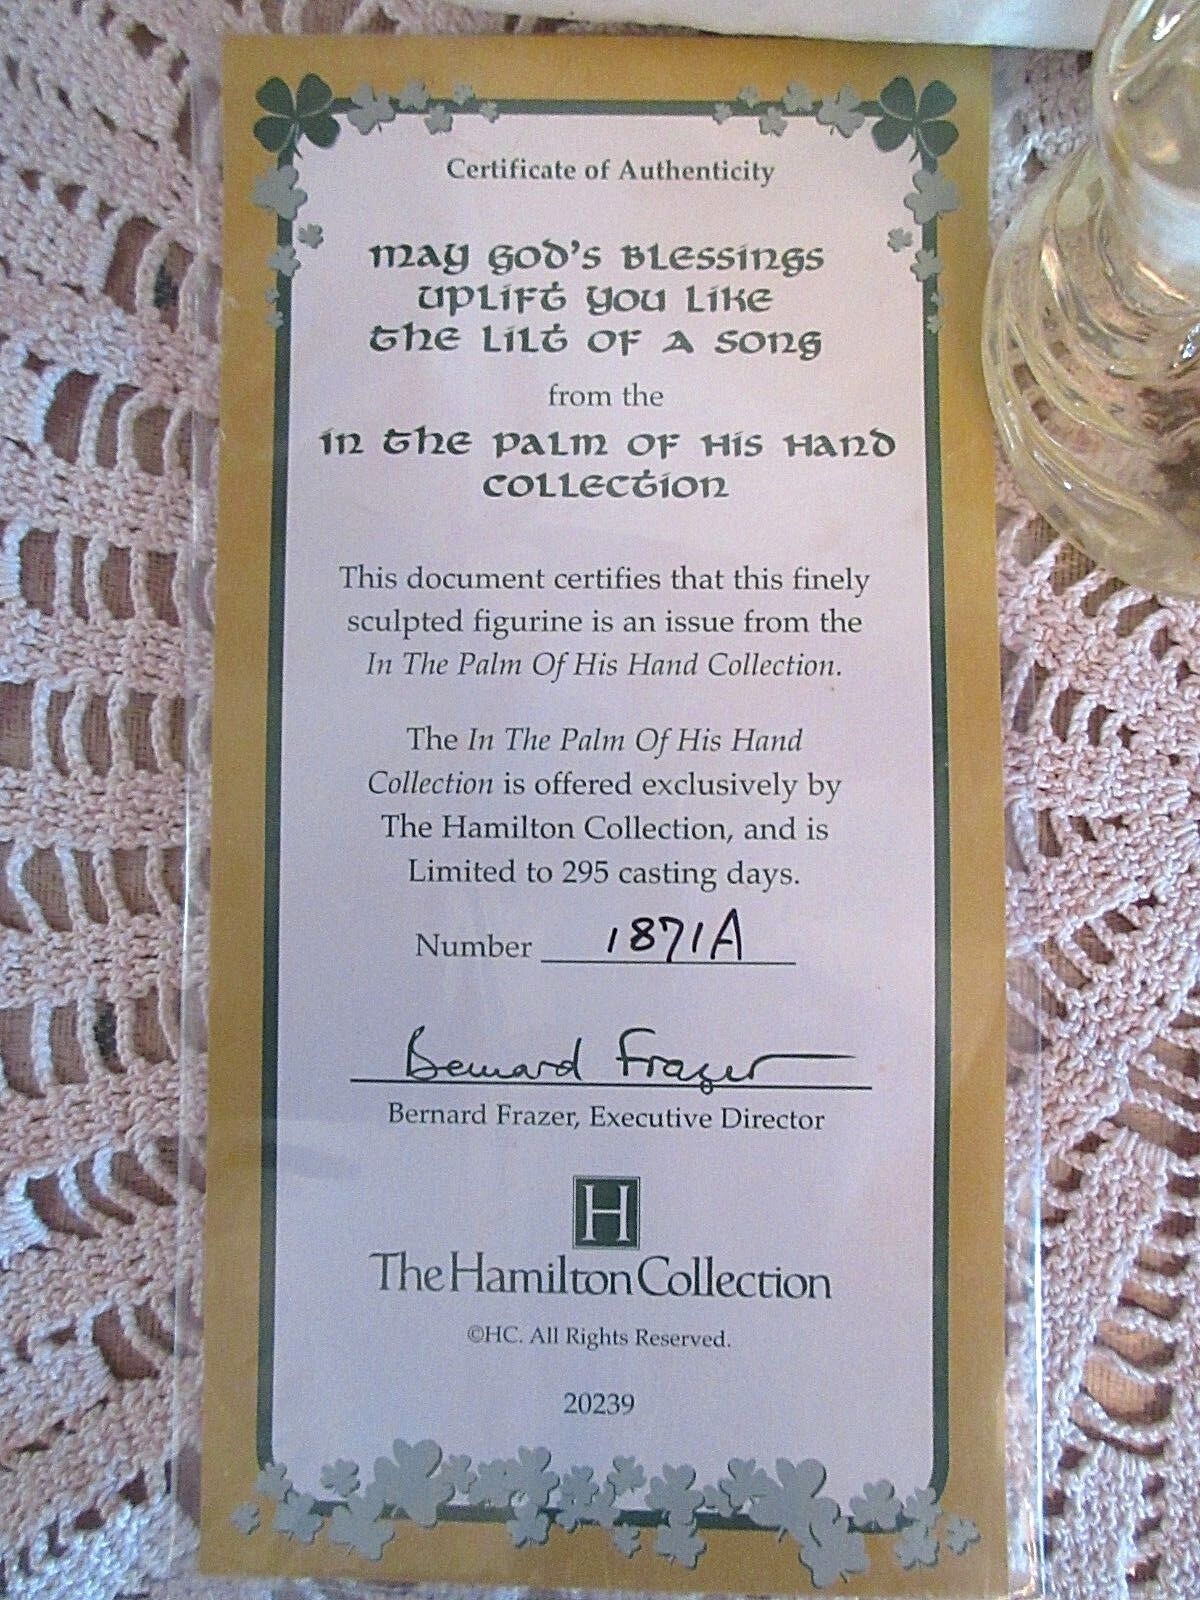 Certificate of Authenticity
May God's Blessings
Uplift You Like
The Lilt Of A Song
from the
In The Palm Of His Hand
Collection
This document certifies that this finely
sculpted figurine is an issue from the
In The Palm Of His Hand Collection.
The In The Palm Of His Hand
Collection is offered exclusively by
The Hamilton Collection, and is
Limited to 295 casting days.
Number 1871A
Bernard Frazer
Bernard Frazer, Executive Director
H
The Hamilton Collection
©HC. All Rights Reserved.
20239